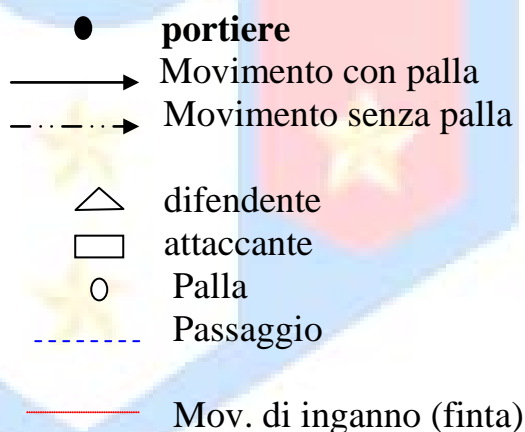 portiere
Movimento con palla
Movimento senza palla
difendente
attaccante
Palla
Passaggio
Mov. di inganno (finta)